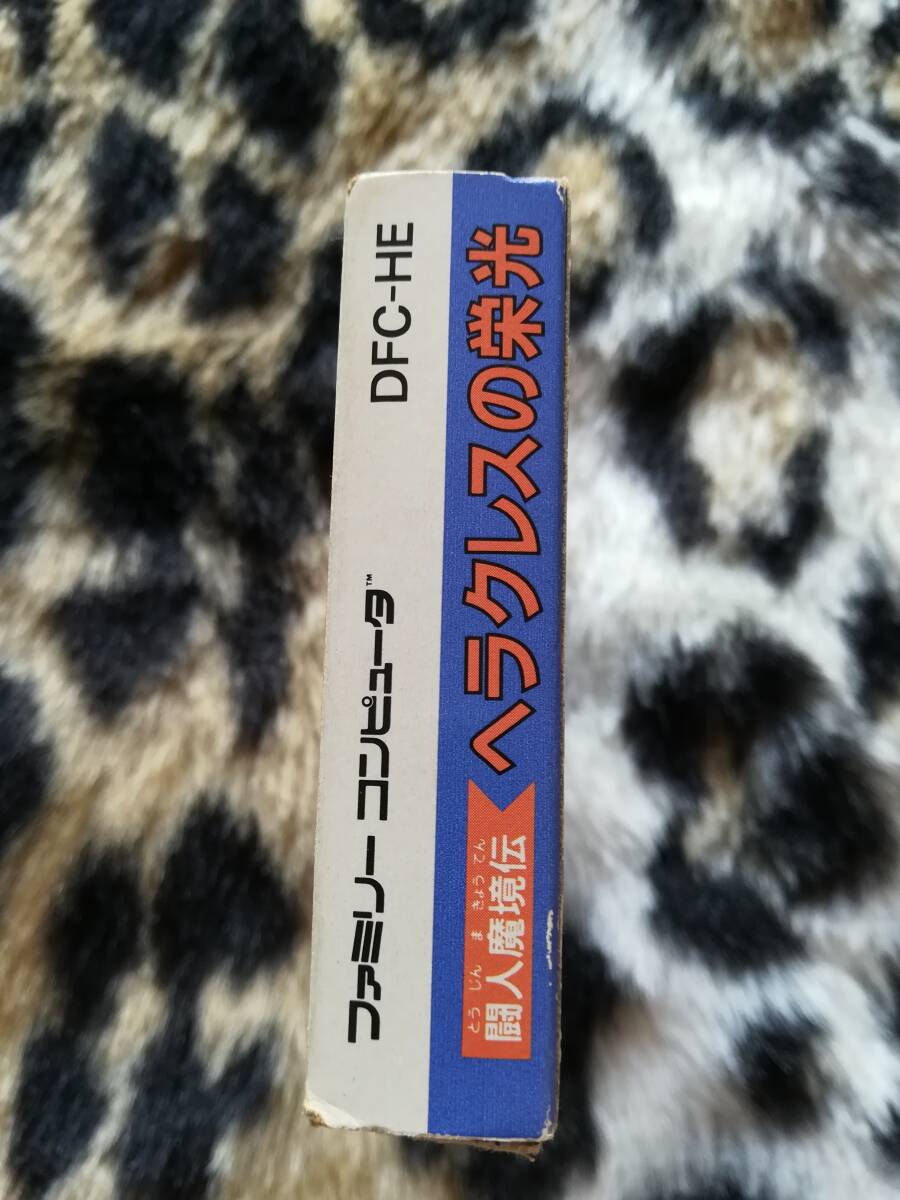 ファミリー コンピュータ™ DFC-HE
とう じん ま きょう てん
闘人魔境伝 ヘラクレスの栄光